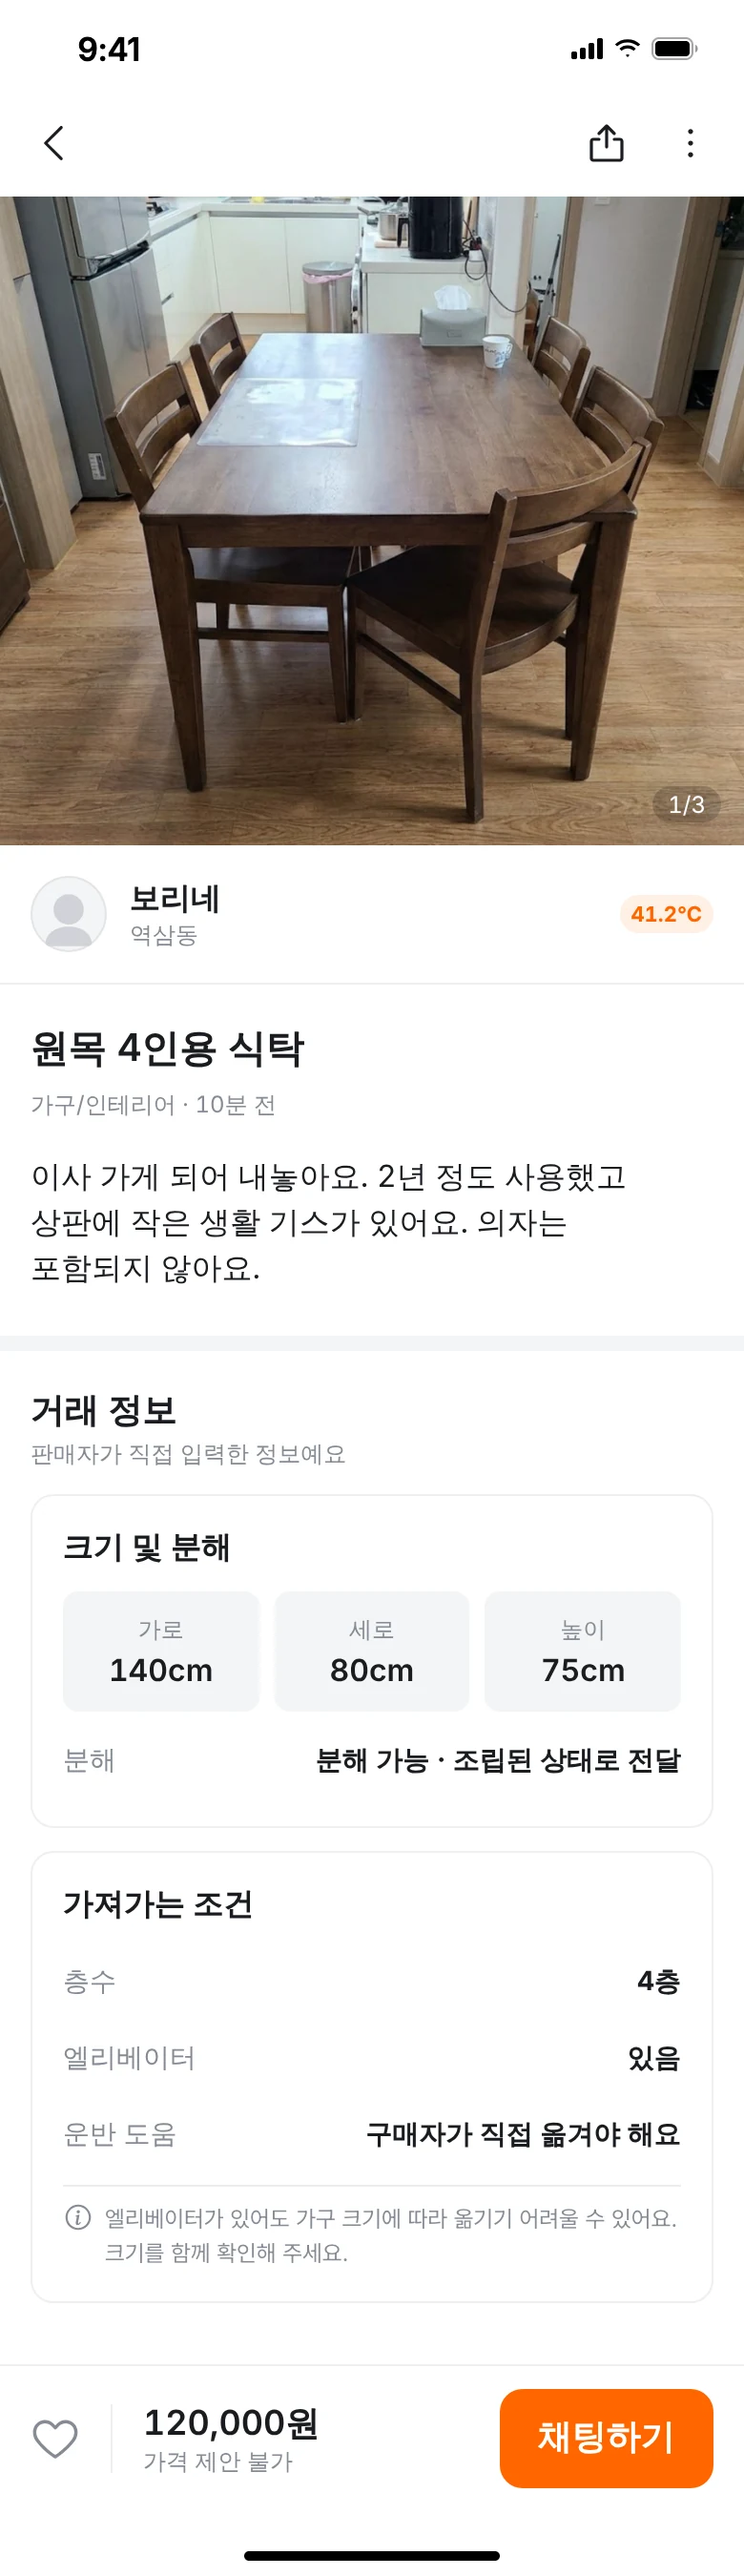 9:41
1/3
보리네
역삼동
41.2°C
원목 4인용 식탁
가구/인테리어 · 10분 전
이사 가게 되어 내놓아요. 2년 정도 사용했고
상판에 작은 생활 기스가 있어요. 의자는
포함되지 않아요.
거래 정보
판매자가 직접 입력한 정보예요
크기 및 분해
가로
140cm
세로
80cm
높이
75cm
분해
분해 가능 · 조립된 상태로 전달
가져가는 조건
층수
4층
엘리베이터
있음
운반 도움
구매자가 직접 옮겨야 해요
엘리베이터가 있어도 가구 크기에 따라 옮기기 어려울 수 있어요.
크기를 함께 확인해 주세요.
120,000원
가격 제안 불가
채팅하기